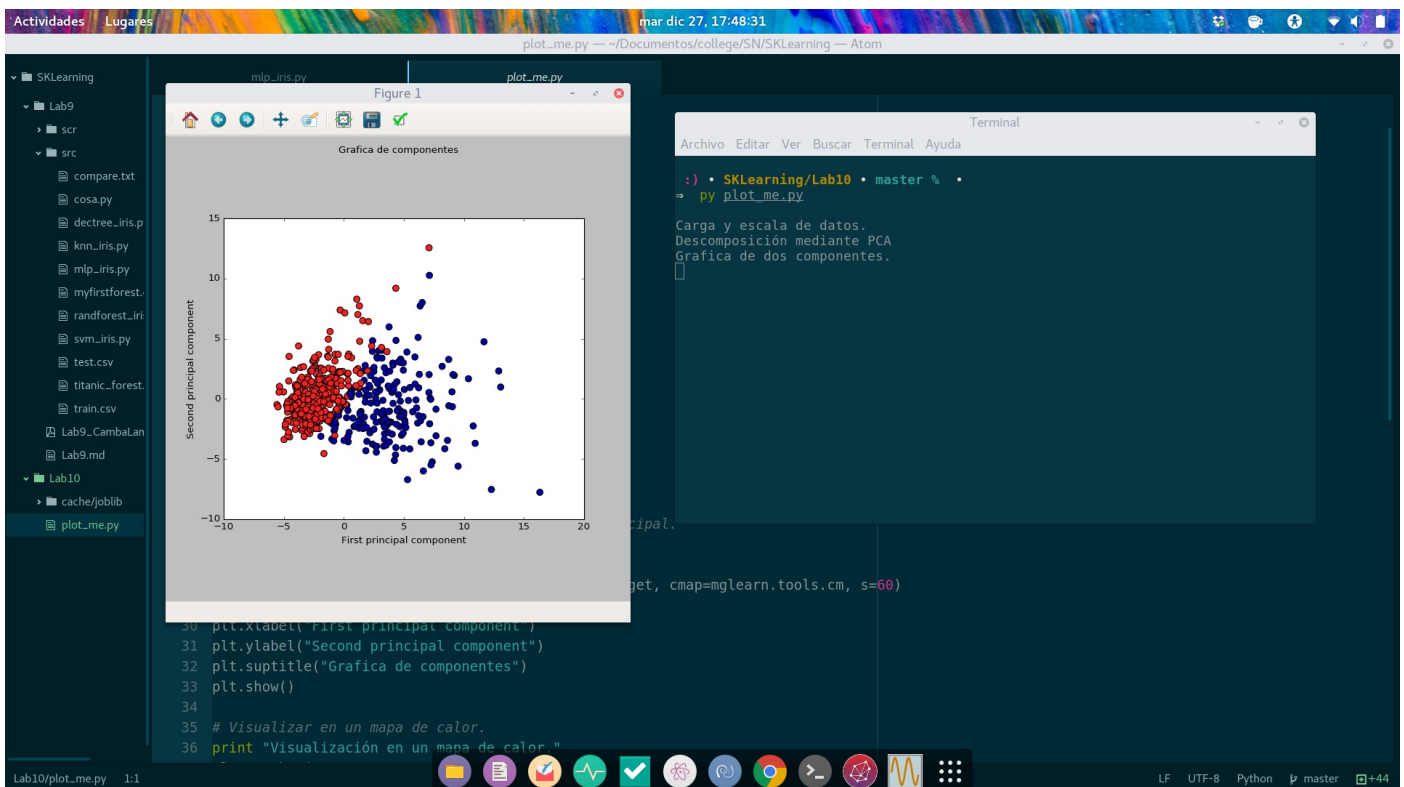 Actividades Lugares mar dic 27, 17:48:31
plot_me.py — ~/Documentos/college/SN/SKLearning — Atom
SKLearning
Lab9
scr
src
compare.txt
cosa.py
dectree_iris.p
knn_iris.py
mlp_iris.py
myfirstforest.
randforest_iri
svm_iris.py
test.csv
titanic_forest.
train.csv
Lab9_CambaLan
Lab9.md
Lab10
cache/joblib
plot_me.py
mlp_iris.py plot_me.py
Figure 1
Grafica de componentes
15
10
5
0
−5
−10
Second principal component
−10 −5 0 5 10 15 20
First principal component
Terminal
Archivo Editar Ver Buscar Terminal Ayuda
:) • SKLearning/Lab10 • master % •
⇒ py plot_me.py
Carga y escala de datos.
Descomposición mediante PCA
Grafica de dos componentes.
cipal.
get, cmap=mglearn.tools.cm, s=60)
30 plt.xlabel("First principal component")
31 plt.ylabel("Second principal component")
32 plt.suptitle("Grafica de componentes")
33 plt.show()
34
35 # Visualizar en un mapa de calor.
36 print "Visualización en un mapa de calor."
Lab10/plot_me.py 1:1
LF UTF-8 Python master +44